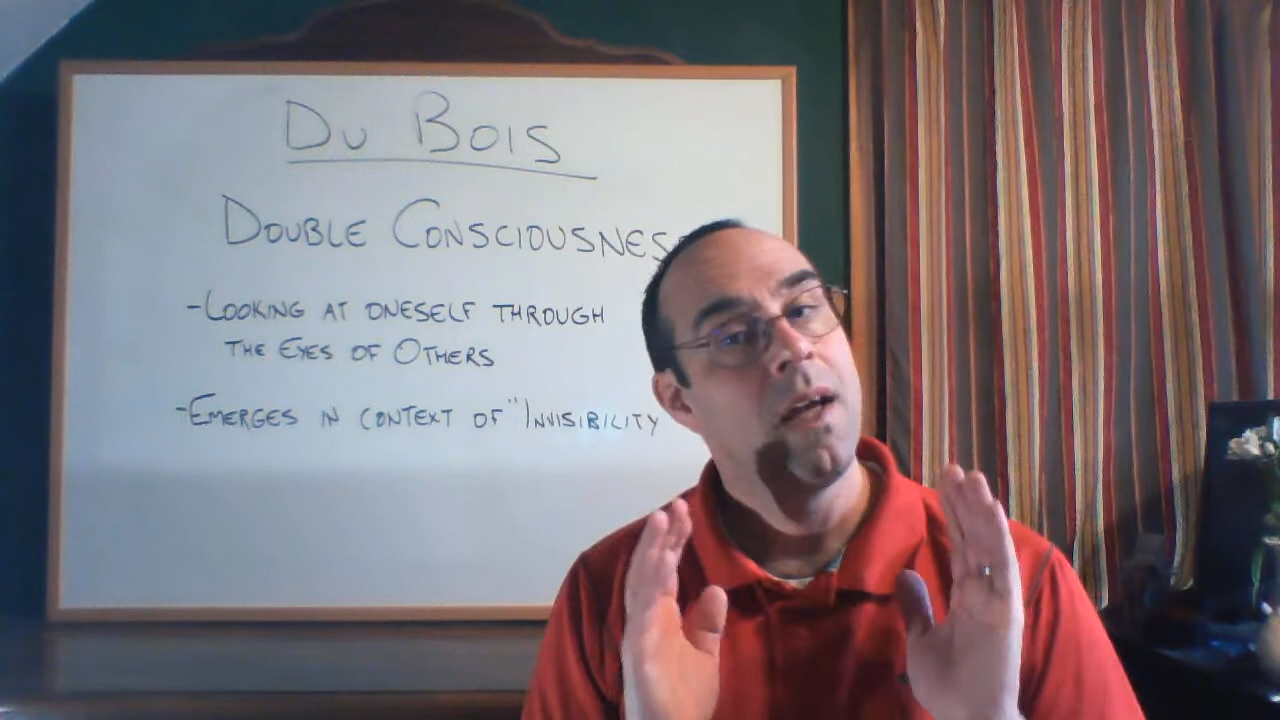 Du Bois
DOUBLE CONSCIOUSNES
-LOOKING AT ONESELF THROUGH
THE EYES OF OTHERS
-EMERGES IN CONTEXT OF "INVISIBILITY